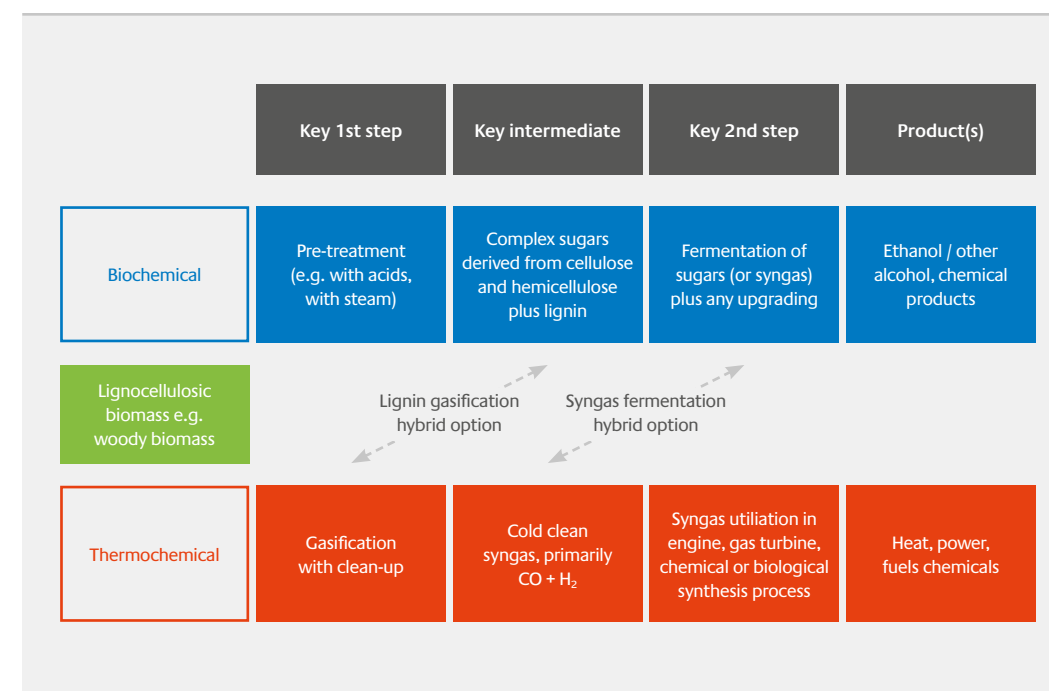 Key 1st step
Key intermediate
Key 2nd step
Product(s)
Biochemical
Pre-treatment
(e.g. with acids,
with steam)
Complex sugars
derived from cellulose
and hemicellulose
plus lignin
Fermentation of
sugars (or syngas)
plus any upgrading
Ethanol / other
alcohol, chemical
products
Lignocellulosic
biomass e.g.
woody biomass
Lignin gasification
hybrid option
Syngas fermentation
hybrid option
Thermochemical
Gasification
with clean-up
Cold clean
syngas, primarily
CO + H₂
Syngas utiliation in
engine, gas turbine,
chemical or biological
synthesis process
Heat, power,
fuels chemicals